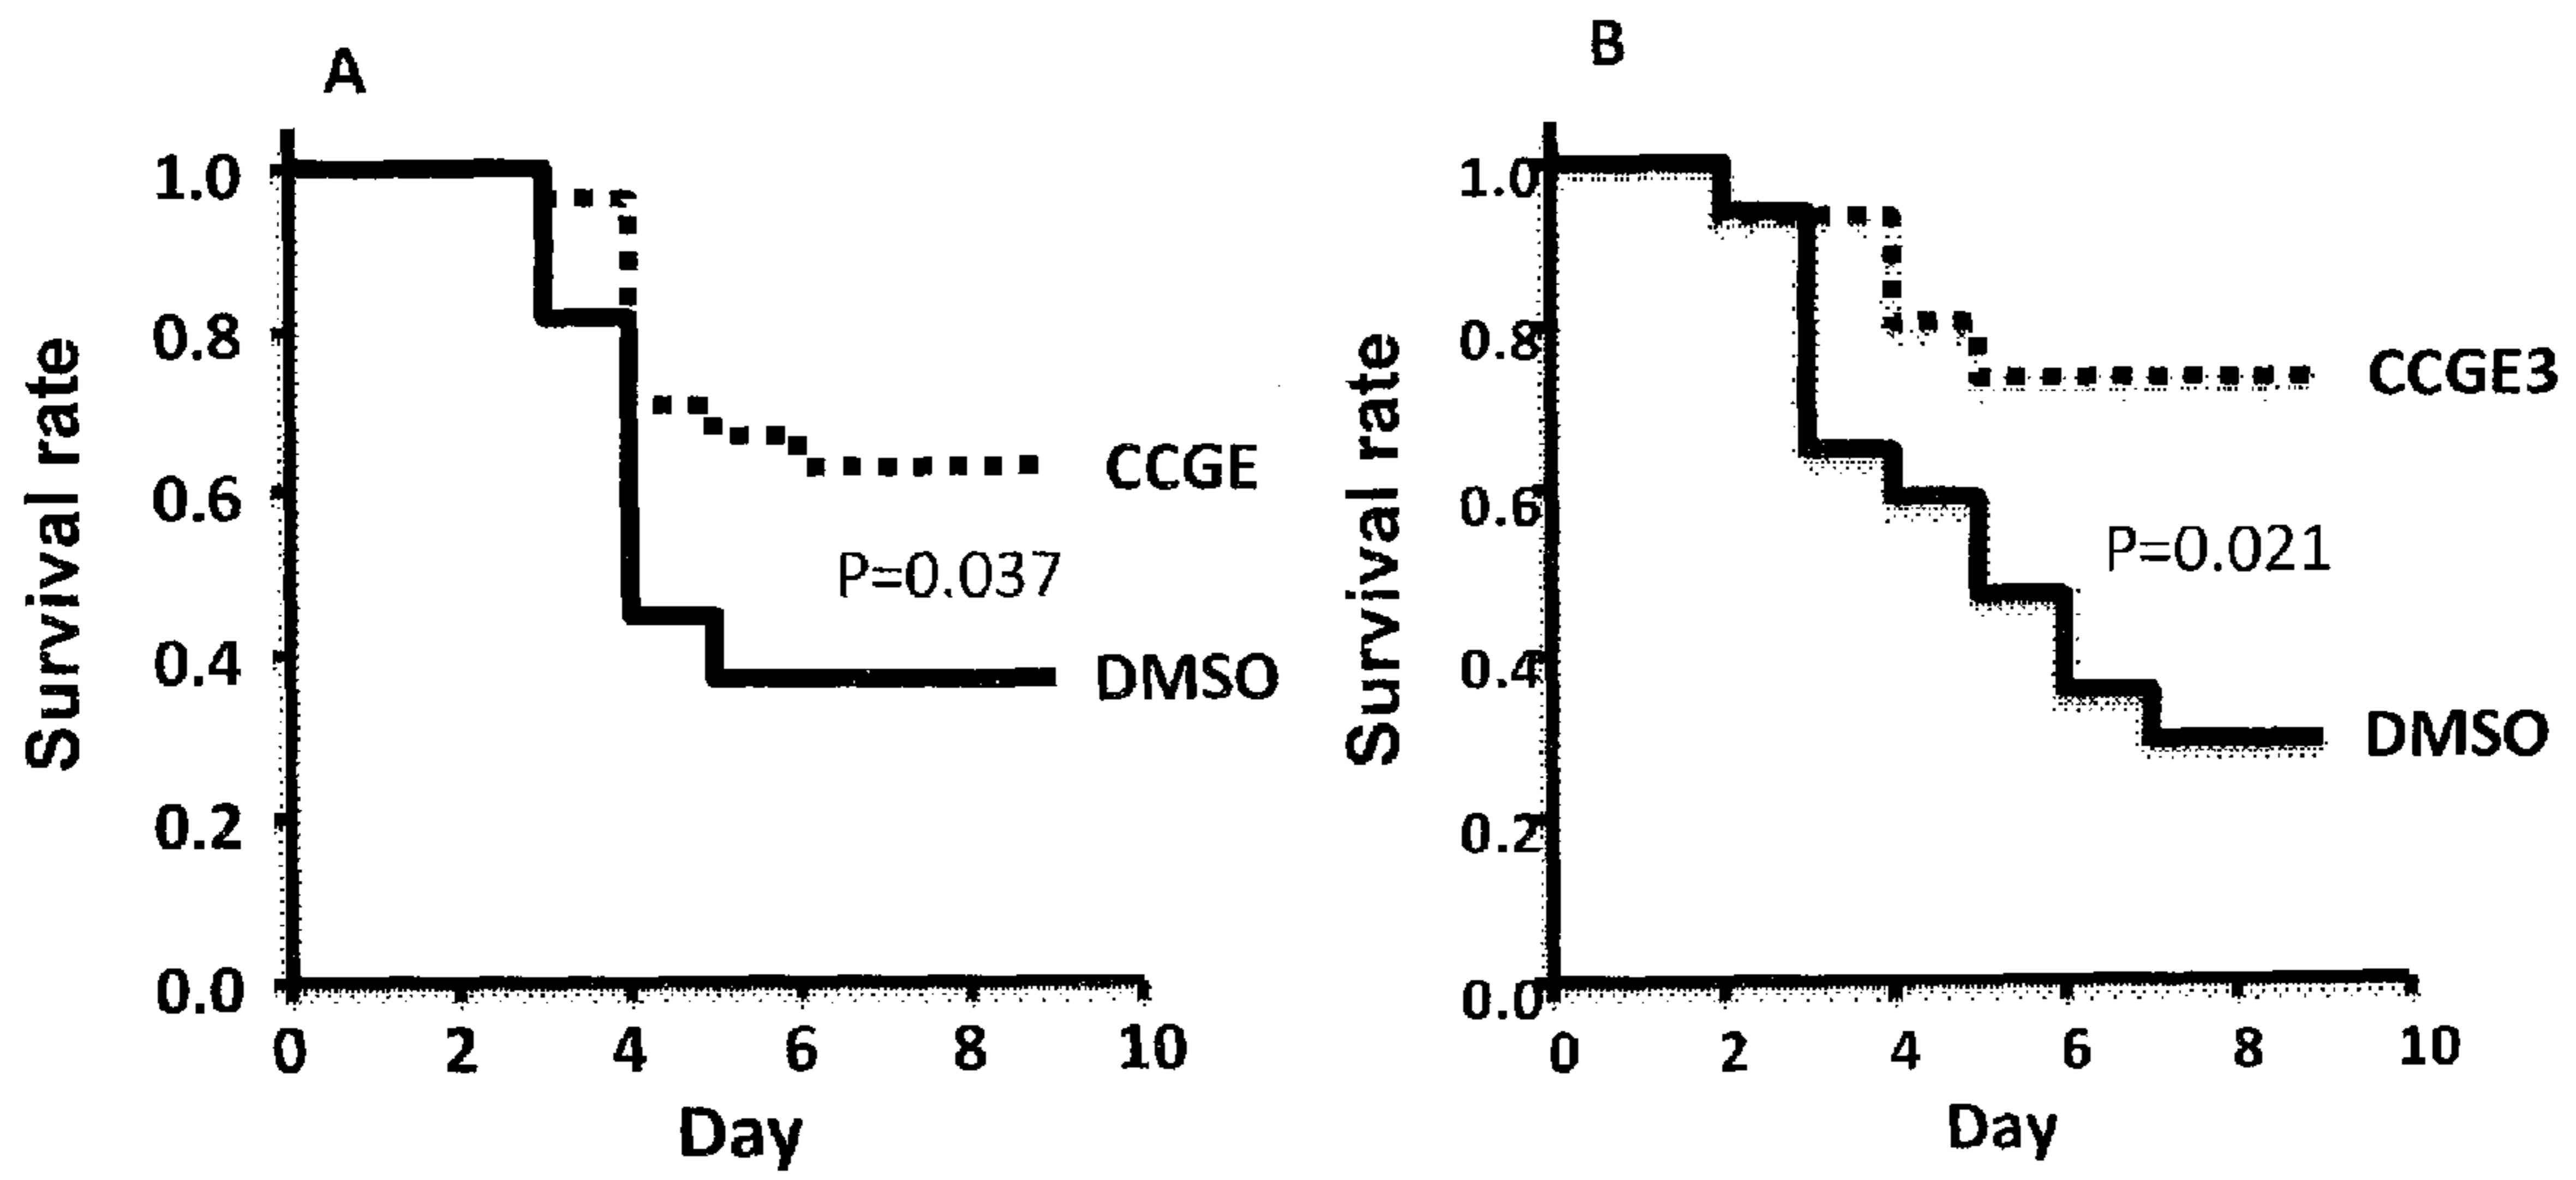 A
Survival rate
1.0
0.8
0.6
0.4
0.2
0.0
0 2 4 6 8 10
Day
CCGE
P=0.037
DMSO
B
Survival rate
1.0
0.8
0.6
0.4
0.2
0.0
0 2 4 6 8 10
Day
CCGE3
P=0.021
DMSO